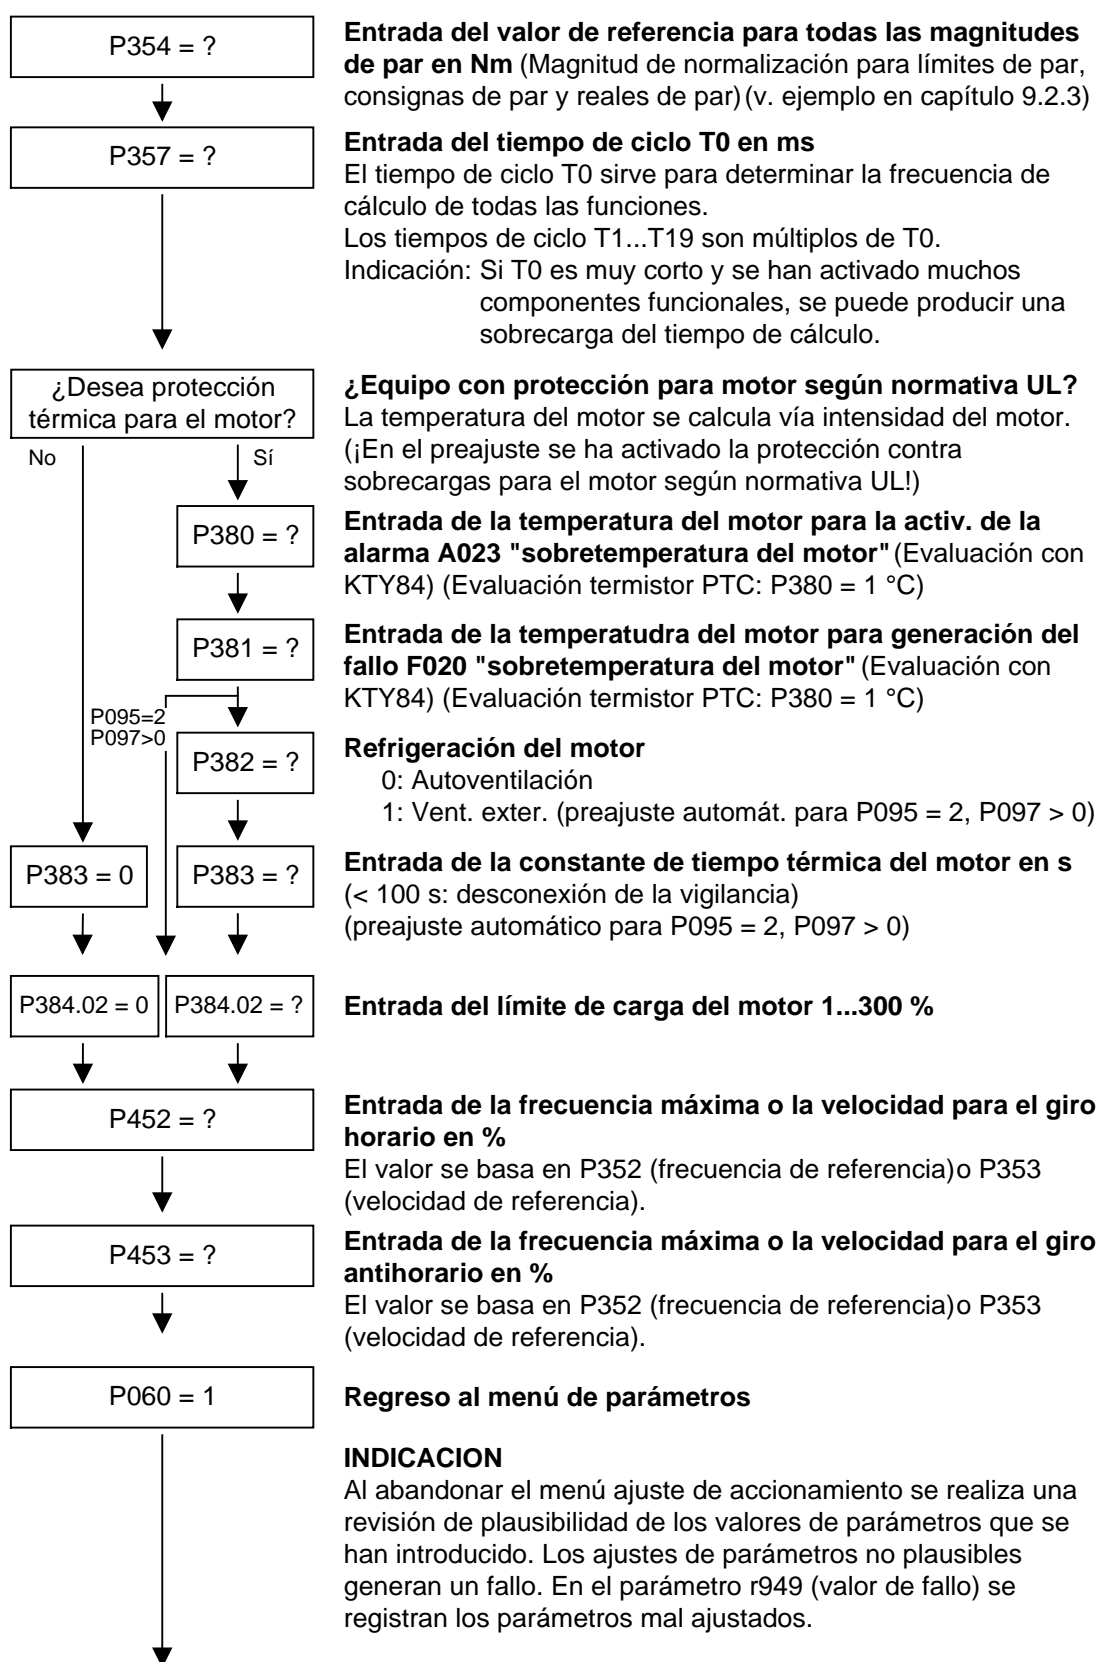 P354 = ?
Entrada del valor de referencia para todas las magnitudes
de par en Nm (Magnitud de normalización para límites de par,
consignas de par y reales de par) (v. ejemplo en capítulo 9.2.3)
P357 = ?
Entrada del tiempo de ciclo T0 en ms
El tiempo de ciclo T0 sirve para determinar la frecuencia de
cálculo de todas las funciones.
Los tiempos de ciclo T1...T19 son múltiplos de T0.
Indicación: Si T0 es muy corto y se han activado muchos
componentes funcionales, se puede producir una
sobrecarga del tiempo de cálculo.
¿Desea protección
térmica para el motor?
No
Sí
¿Equipo con protección para motor según normativa UL?
La temperatura del motor se calcula vía intensidad del motor.
(¡En el preajuste se ha activado la protección contra
sobrecargas para el motor según normativa UL!)
P380 = ?
Entrada de la temperatura del motor para la activ. de la
alarma A023 "sobretemperatura del motor" (Evaluación con
KTY84) (Evaluación termistor PTC: P380 = 1 °C)
P381 = ?
Entrada de la temperatudra del motor para generación del
fallo F020 "sobretemperatura del motor" (Evaluación con
KTY84) (Evaluación termistor PTC: P380 = 1 °C)
P095=2
P097>0
P382 = ?
Refrigeración del motor
0: Autoventilación
1: Vent. exter. (preajuste automát. para P095 = 2, P097 > 0)
P383 = 0
P383 = ?
Entrada de la constante de tiempo térmica del motor en s
(< 100 s: desconexión de la vigilancia)
(preajuste automático para P095 = 2, P097 > 0)
P384.02 = 0
P384.02 = ?
Entrada del límite de carga del motor 1...300 %
P452 = ?
Entrada de la frecuencia máxima o la velocidad para el giro
horario en %
El valor se basa en P352 (frecuencia de referencia)o P353
(velocidad de referencia).
P453 = ?
Entrada de la frecuencia máxima o la velocidad para el giro
antihorario en %
El valor se basa en P352 (frecuencia de referencia)o P353
(velocidad de referencia).
P060 = 1
Regreso al menú de parámetros
INDICACION
Al abandonar el menú ajuste de accionamiento se realiza una
revisión de plausibilidad de los valores de parámetros que se
han introducido. Los ajustes de parámetros no plausibles
generan un fallo. En el parámetro r949 (valor de fallo) se
registran los parámetros mal ajustados.